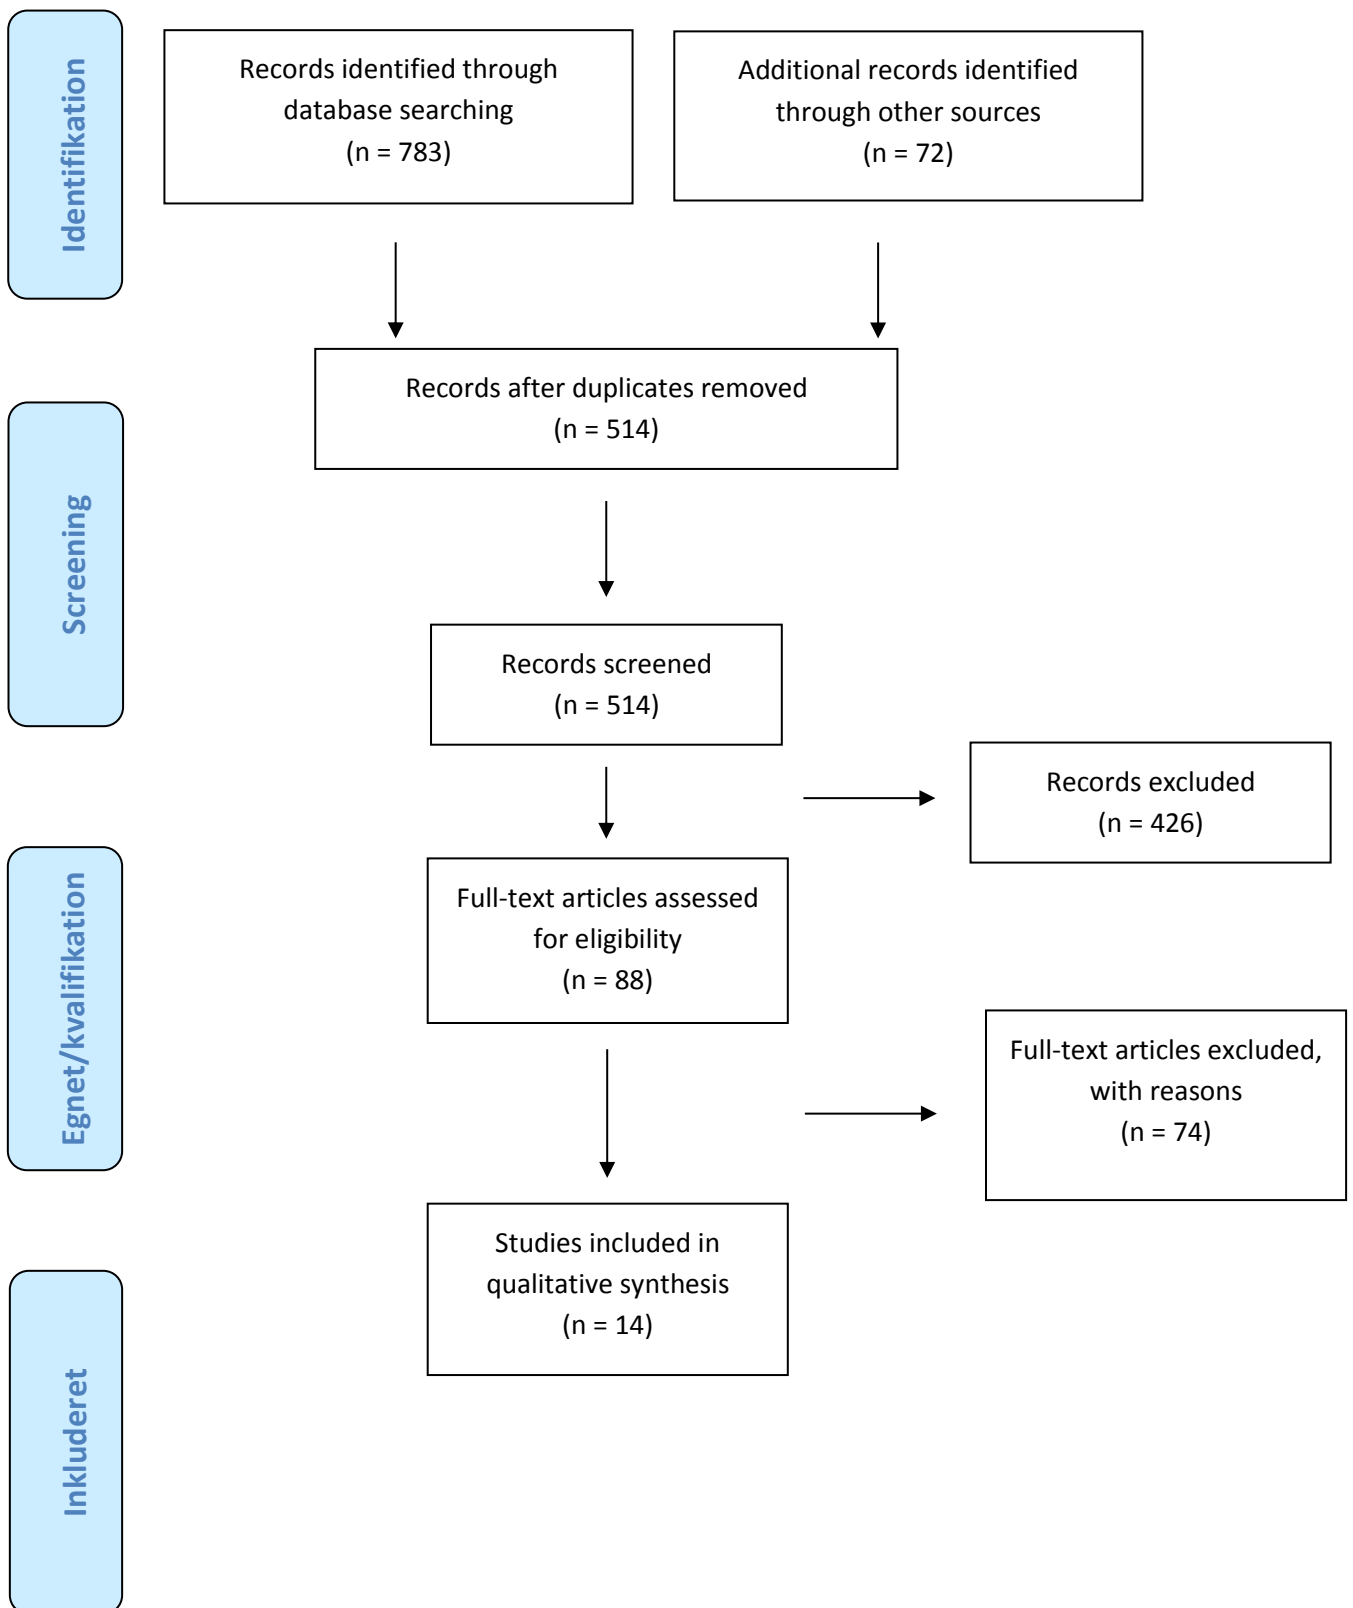 Identifikation
Records identified through
database searching
(n = 783)
Additional records identified
through other sources
(n = 72)
Records after duplicates removed
(n = 514)
Screening
Records screened
(n = 514)
Records excluded
(n = 426)
Egnet/kvalifikation
Full-text articles assessed
for eligibility
(n = 88)
Full-text articles excluded,
with reasons
(n = 74)
Studies included in
qualitative synthesis
(n = 14)
Inkluderet